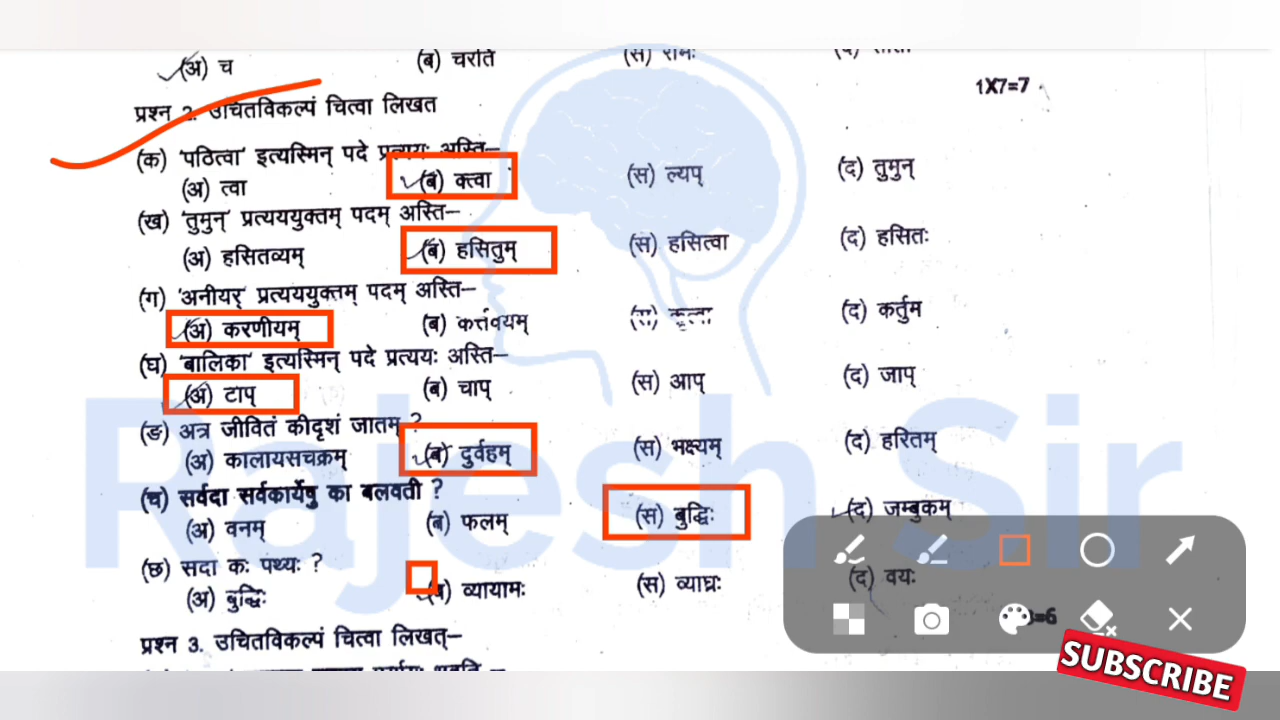 (अ) च (ब) चरति (स) रामः
1X7=7
प्रश्न 2. उचितविकल्पं चित्वा लिखत
(क) 'पठित्वा' इत्यस्मिन् पदे प्रत्ययः अस्ति–
(अ) त्वा (ब) क्त्वा (स) ल्यप् (द) तुमुन्
(ख) 'तुमुन्' प्रत्यययुक्तम् पदम् अस्ति–
(अ) हसितव्यम् (ब) हसितुम् (स) हसित्वा (द) हसितः
(ग) 'अनीयर्' प्रत्यययुक्तम् पदम् अस्ति–
(अ) करणीयम् (ब) कर्त्तवयम् (द) कर्तुम
(घ) 'बालिका' इत्यस्मिन् पदे प्रत्ययः अस्ति–
(अ) टाप् (ब) चाप् (स) आप् (द) जाप्
(ङ) अत्र जीवितं कीदृशं जातम् ?
(अ) कालायसचक्रम् (ब) दुर्वहम् (स) भक्ष्यम् (द) हरितम्
(च) सर्वदा सर्वकार्येषु का बलवती ?
(अ) वनम् (ब) फलम् (स) बुद्धिः (द) जम्बुकम्
(छ) सदा कः पथ्यः ?
(अ) बुद्धिः (ब) व्यायामः (स) व्याघ्रः (द) वयः
=6
प्रश्न 3. उचितविकल्पं चित्वा लिखत्–
Rajesh Sir
SUBSCRIBE